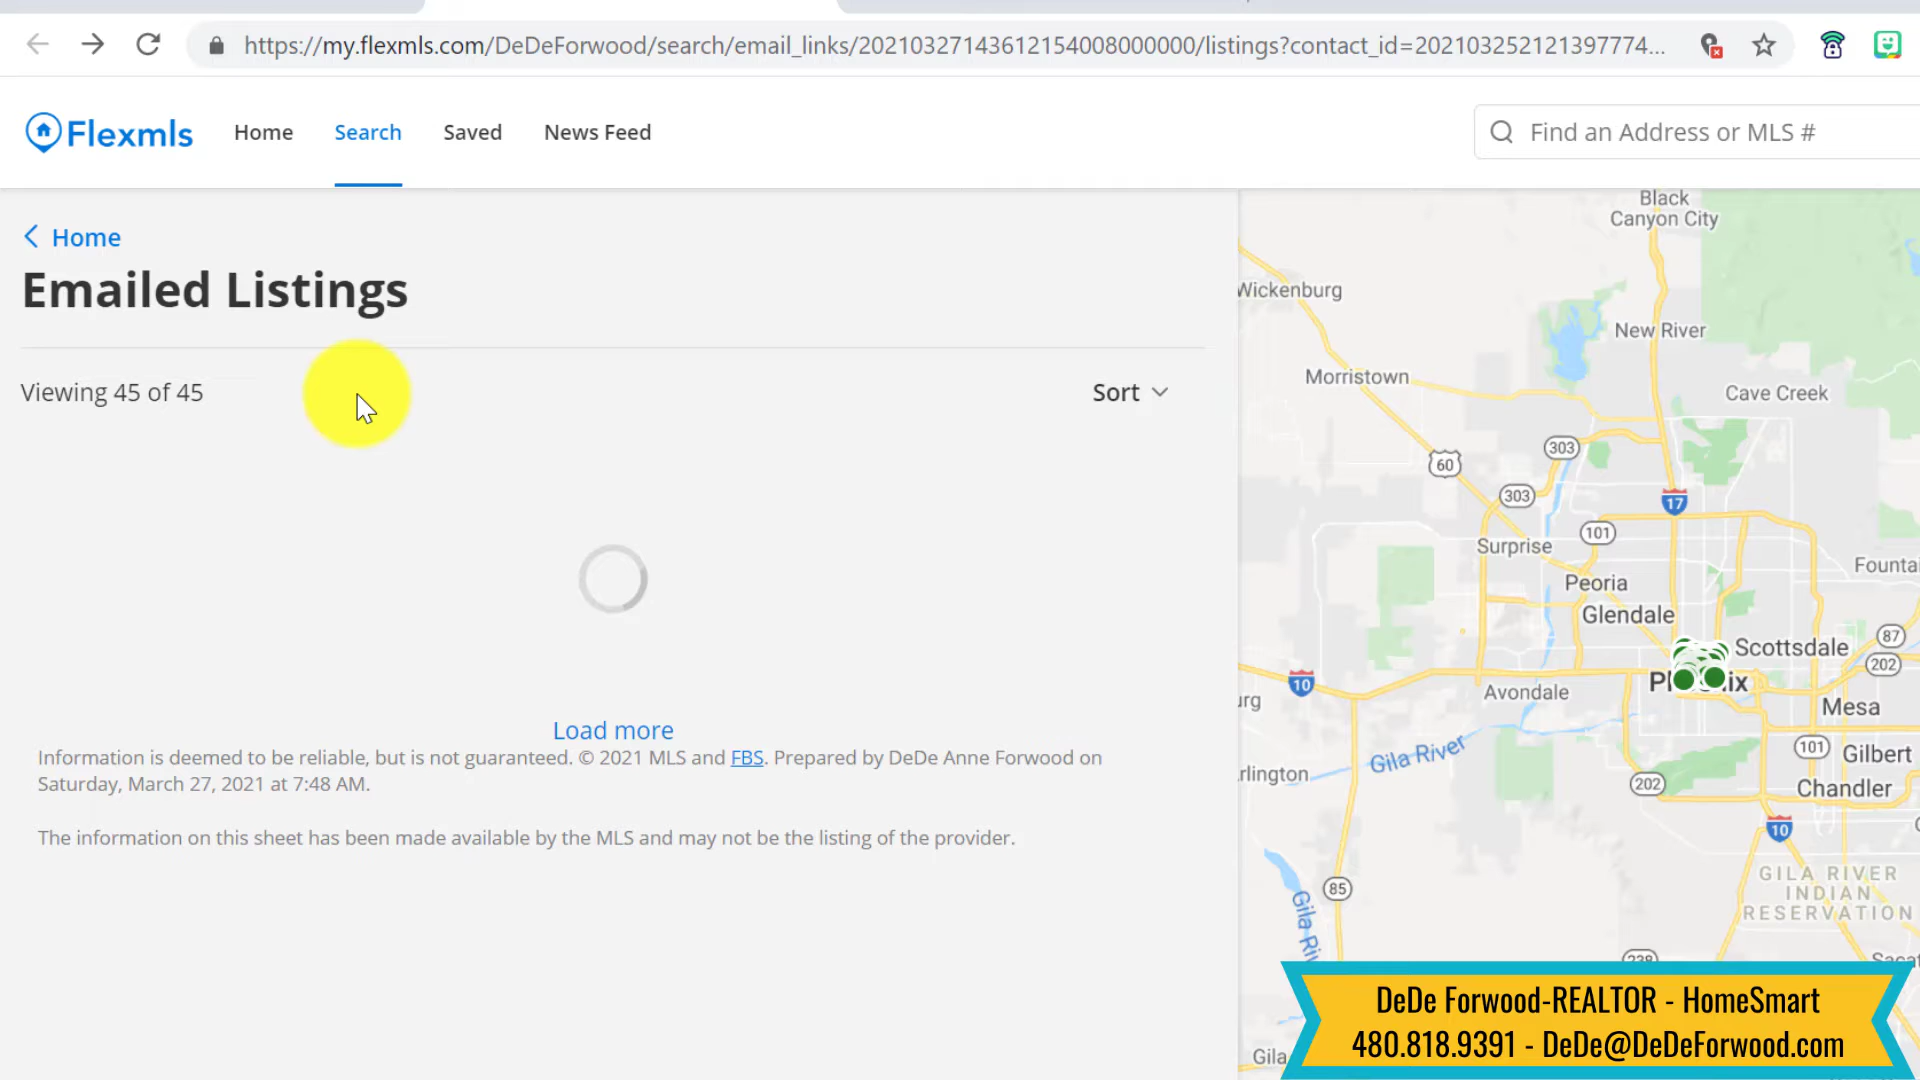 https://my.flexmls.com/DeDeForwood/search/email_links/20210327143612154008000000/listings?contact_id=202103252121397774...
Flexmls
Home
Search
Saved
News Feed
Find an Address or MLS #
Home
Emailed Listings
Viewing 45 of 45
Sort
Load more
Information is deemed to be reliable, but is not guaranteed. © 2021 MLS and FBS. Prepared by DeDe Anne Forwood on
Saturday, March 27, 2021 at 7:48 AM.
The information on this sheet has been made available by the MLS and may not be the listing of the provider.
Black
Canyon City
Wickenburg
New River
Morristown
Cave Creek
303
60
303
17
101
Surprise
Fountai
Peoria
Glendale
87
Scottsdale
202
10
Avondale
Mesa
101
Gilbert
Gila River
rlington
202
Chandler
10
85
GILA RIVER
INDIAN
RESERVATION
Gila Ri
238
Gila
DeDe Forwood-REALTOR - HomeSmart
480.818.9391 - DeDe@DeDeForwood.com